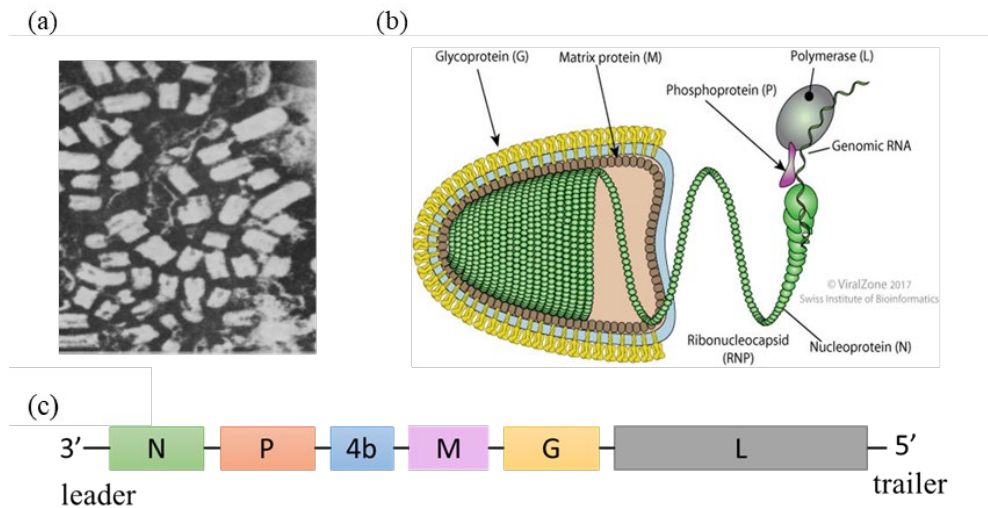 (a)
(b)
Glycoprotein (G)
Matrix protein (M)
Polymerase (L)
Phosphoprotein (P)
Genomic RNA
© ViralZone 2017
Swiss Institute of Bioinformatics
Ribonucleocapsid
(RNP)
Nucleoprotein (N)
(c)
3’ N P 4b M G L 5’
leader trailer